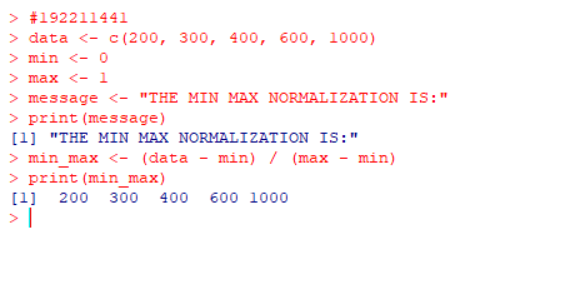 > #192211441
> data <- c(200, 300, 400, 600, 1000)
> min <- 0
> max <- 1
> message <- "THE MIN MAX NORMALIZATION IS:"
> print(message)
[1] "THE MIN MAX NORMALIZATION IS:"
> min_max <- (data - min) / (max - min)
> print(min_max)
[1]  200  300  400  600 1000
>